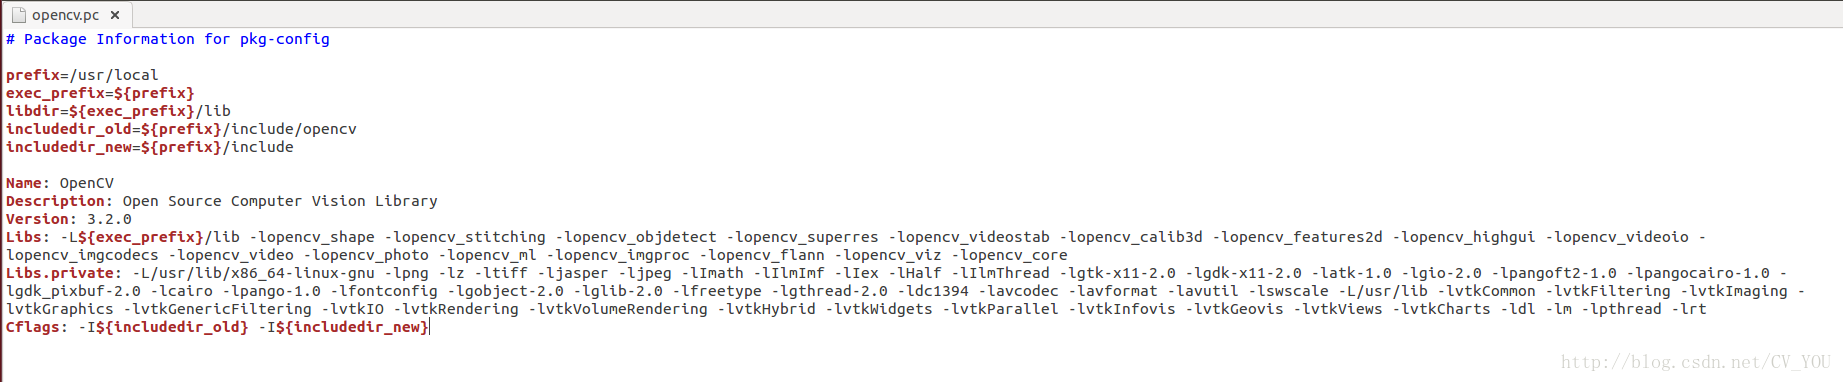 opencv.pc ×
# Package Information for pkg-config
prefix=/usr/local
exec_prefix=${prefix}
libdir=${exec_prefix}/lib
includedir_old=${prefix}/include/opencv
includedir_new=${prefix}/include
Name: OpenCV
Description: Open Source Computer Vision Library
Version: 3.2.0
Libs: -L${exec_prefix}/lib -lopencv_shape -lopencv_stitching -lopencv_objdetect -lopencv_superres -lopencv_videostab -lopencv_calib3d -lopencv_features2d -lopencv_highgui -lopencv_videoio -
lopencv_imgcodecs -lopencv_video -lopencv_photo -lopencv_ml -lopencv_imgproc -lopencv_flann -lopencv_viz -lopencv_core
Libs.private: -L/usr/lib/x86_64-linux-gnu -lpng -lz -ltiff -ljasper -ljpeg -lImath -lIlmImf -lIex -lHalf -lIlmThread -lgtk-x11-2.0 -lgdk-x11-2.0 -latk-1.0 -lgio-2.0 -lpangoft2-1.0 -lpangocairo-1.0 -
lgdk_pixbuf-2.0 -lcairo -lpango-1.0 -lfontconfig -lgobject-2.0 -lglib-2.0 -lfreetype -lgthread-2.0 -ldc1394 -lavcodec -lavformat -lavutil -lswscale -L/usr/lib -lvtkCommon -lvtkFiltering -lvtkImaging -
lvtkGraphics -lvtkGenericFiltering -lvtkIO -lvtkRendering -lvtkVolumeRendering -lvtkHybrid -lvtkWidgets -lvtkParallel -lvtkInfovis -lvtkGeovis -lvtkViews -lvtkCharts -ldl -lm -lpthread -lrt
Cflags: -I${includedir_old} -I${includedir_new}
http://blog.csdn.net/CV_YOU